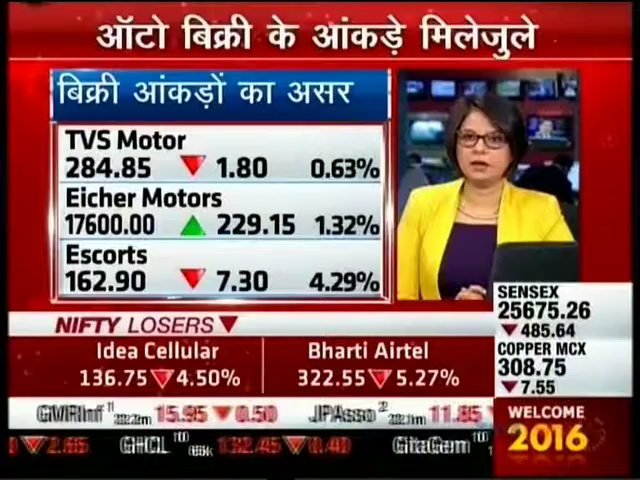 ऑटो बिक्री के आंकड़े मिलेजुले
बिक्री आंकड़ों का असर
TVS Motor
284.85 ▼ 1.80 0.63%
Eicher Motors
17600.00 ▲ 229.15 1.32%
Escorts
162.90 ▼ 7.30 4.29%
SENSEX
25675.26
▼485.64
COPPER MCX
308.75
▼7.55
NIFTY LOSERS▼
Idea Cellular
136.75▼4.50%
Bharti Airtel
322.55▼5.27%
GMRInf 15.95 ▼0.50 JPAsso 11.85
WELCOME
2016
▼2.65 GHCL 132.45▼0.40